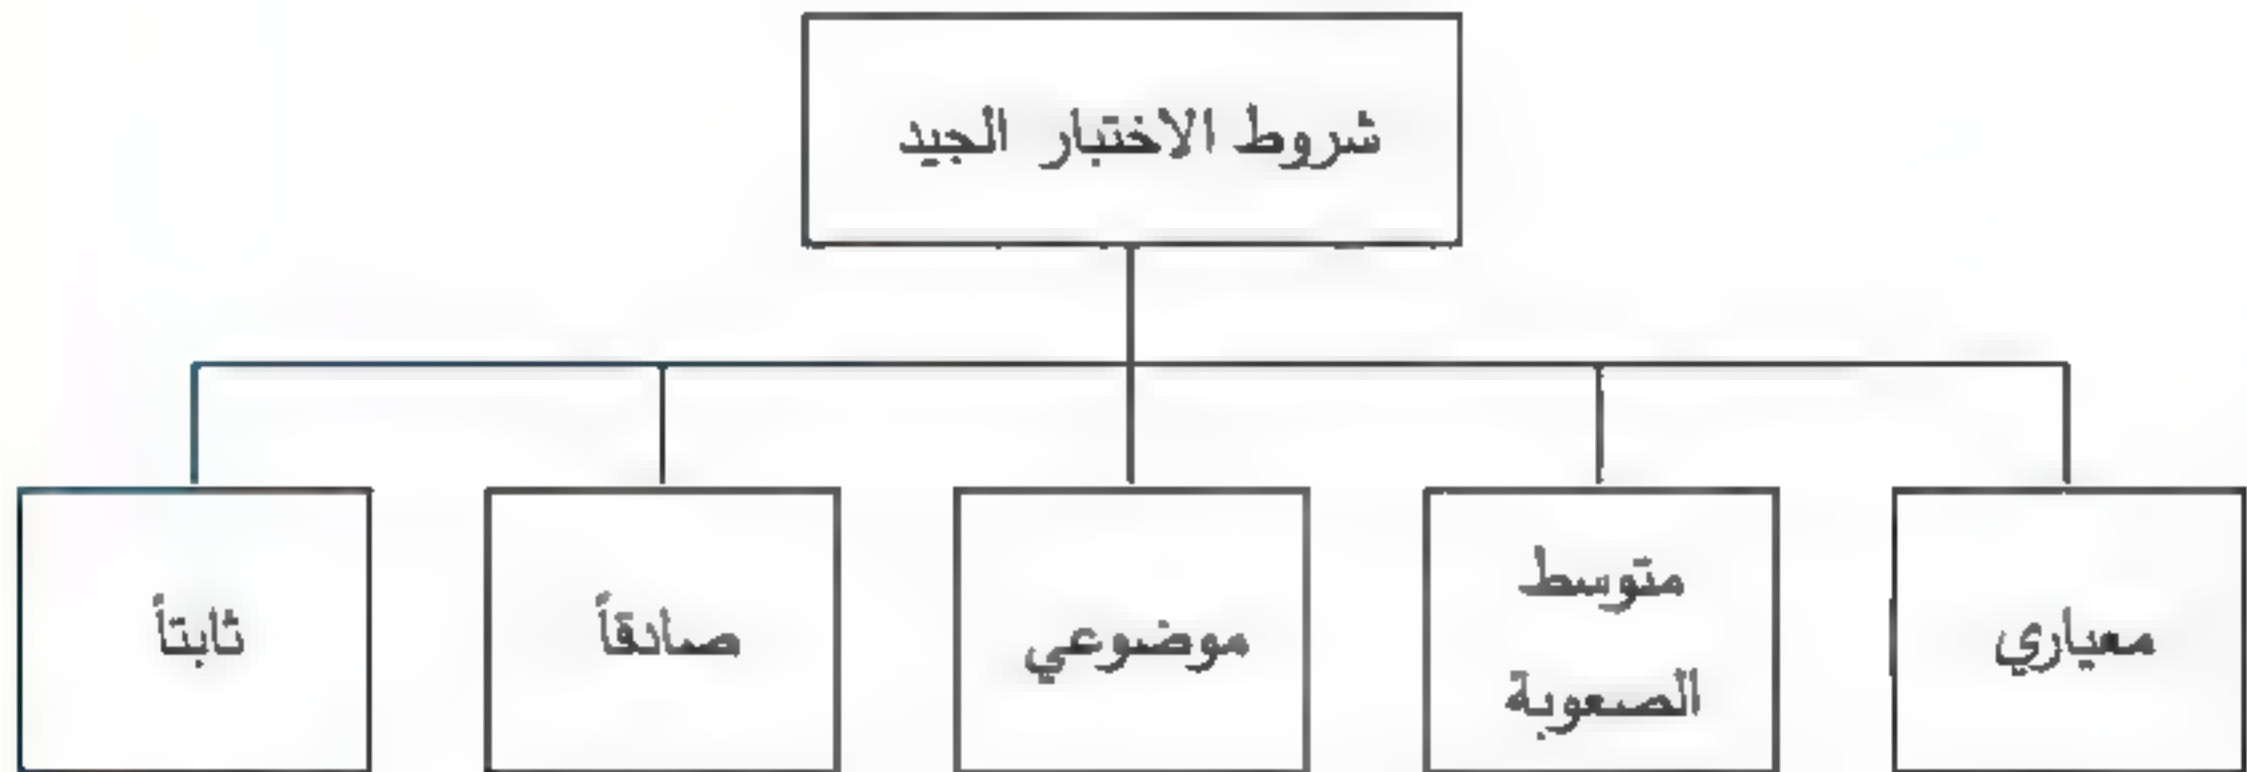 شروط الاختبار الجيد
معياري
متوسط
الصعوبة
موضوعي
صادقاً
ثابتاً